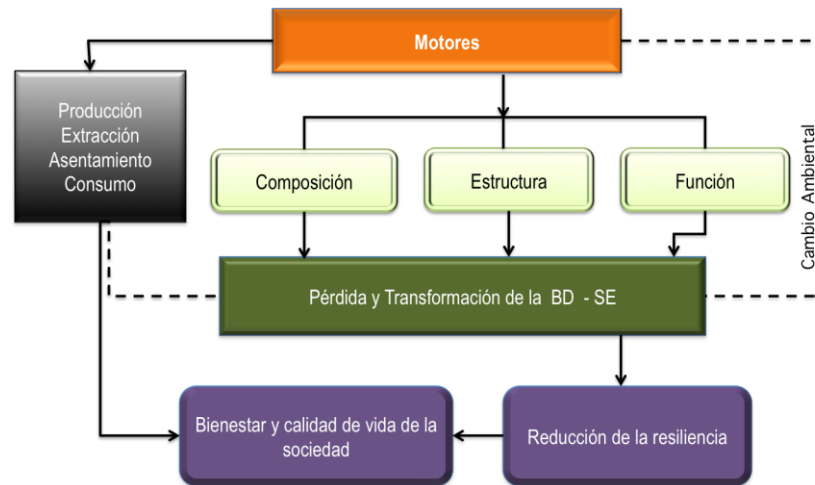 Motores
Producción
Extracción
Asentamiento
Consumo
Composición
Estructura
Función
Cambio Ambiental
Pérdida y Transformación de la BD - SE
Bienestar y calidad de vida de la
sociedad
Reducción de la resiliencia